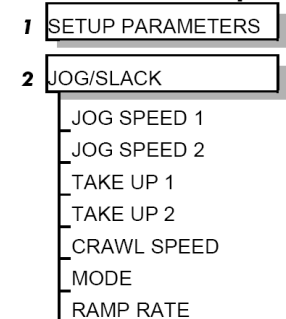 1 SETUP PARAMETERS
2 JOG/SLACK
JOG SPEED 1
JOG SPEED 2
TAKE UP 1
TAKE UP 2
CRAWL SPEED
MODE
RAMP RATE